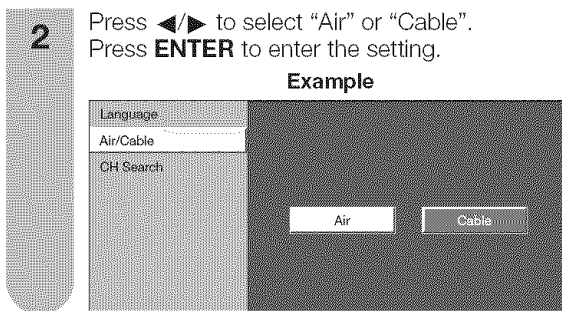 2
Press ◀/▶ to select “Air” or “Cable”.
Press ENTER to enter the setting.
Example
Language
Air/Cable
CH Search
Air
Cable